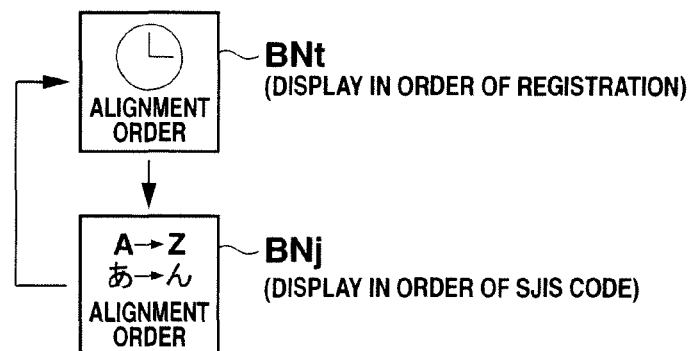 BNt
(DISPLAY IN ORDER OF REGISTRATION)
ALIGNMENT
ORDER
A→Z
あ→ん
ALIGNMENT
ORDER
BNj
(DISPLAY IN ORDER OF SJIS CODE)